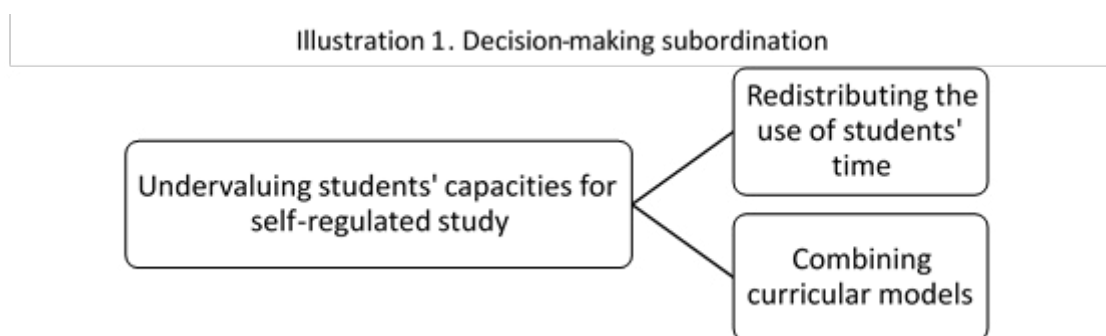 Illustration 1. Decision-making subordination
Undervaluing students' capacities for
self-regulated study
Redistributing the
use of students'
time
Combining
curricular models